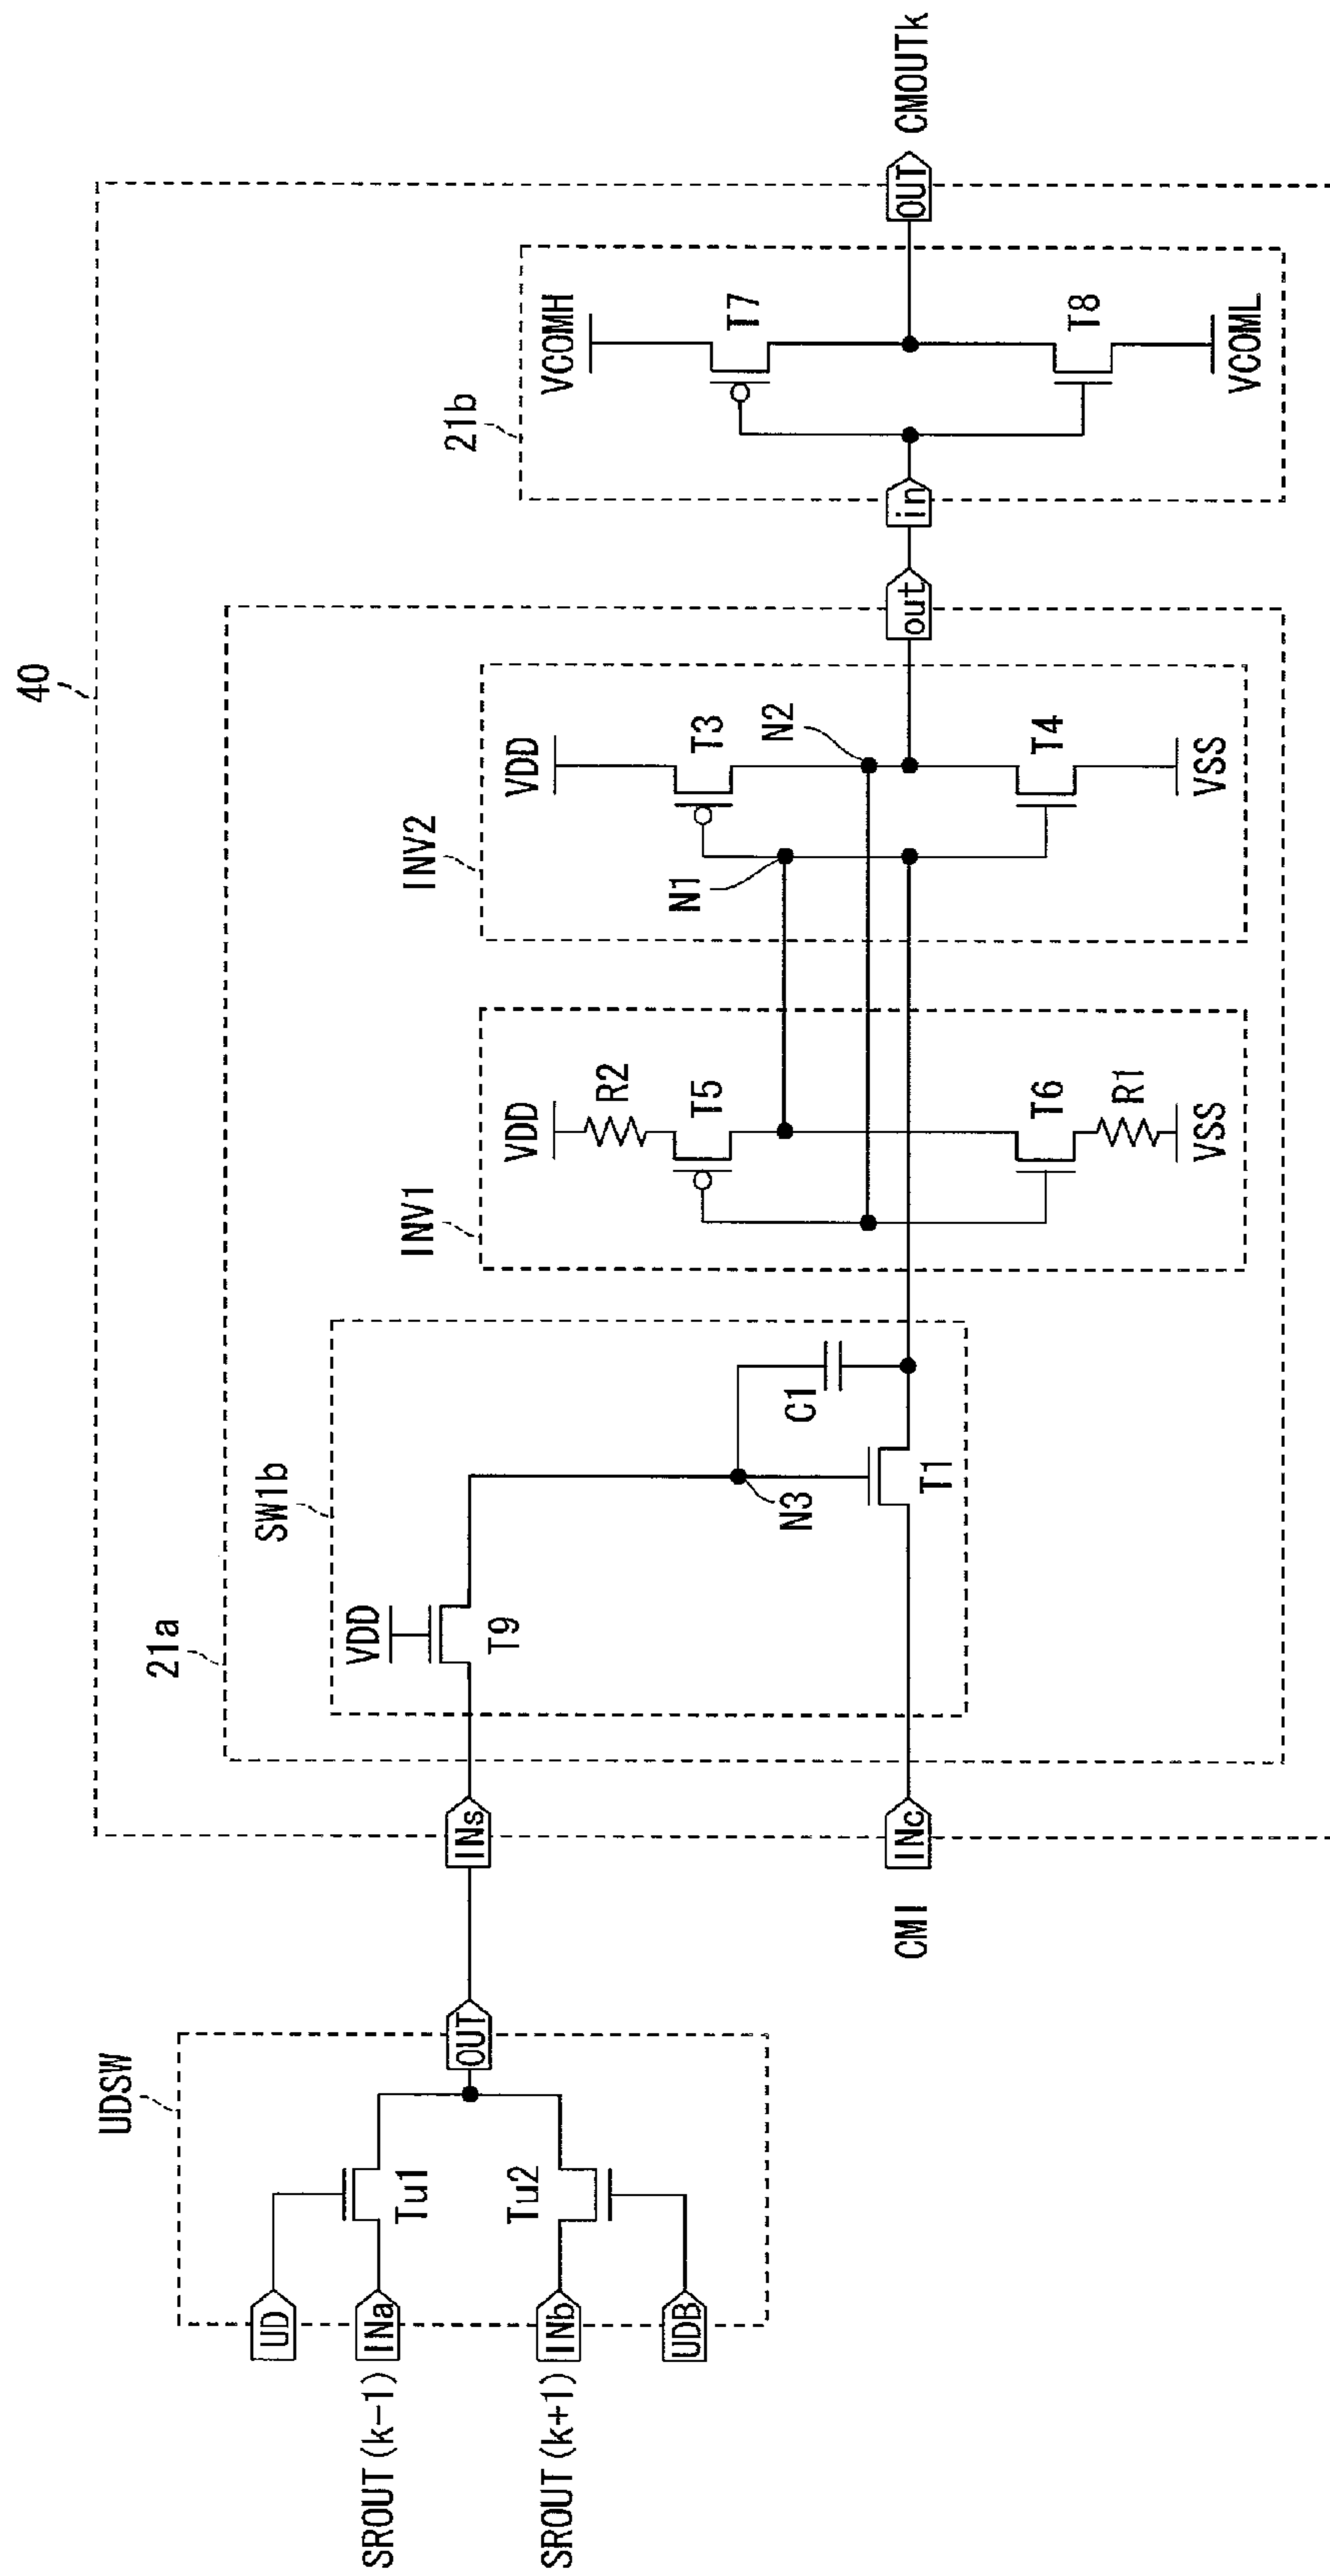 40
21a
SW1b
VDD
T9
N3
C1
T1
INV1
VDD
R2
T5
T6
R1
VSS
INV2
VDD
T3
N1
N2
T4
VSS
out
in
21b
VCOMH
T7
T8
VCOML
OUT
CMOUTk
INs
INc
CMI
UDSW
OUT
Tu1
Tu2
UD
INa
INb
UDB
SROUT(k-1)
SROUT(k+1)